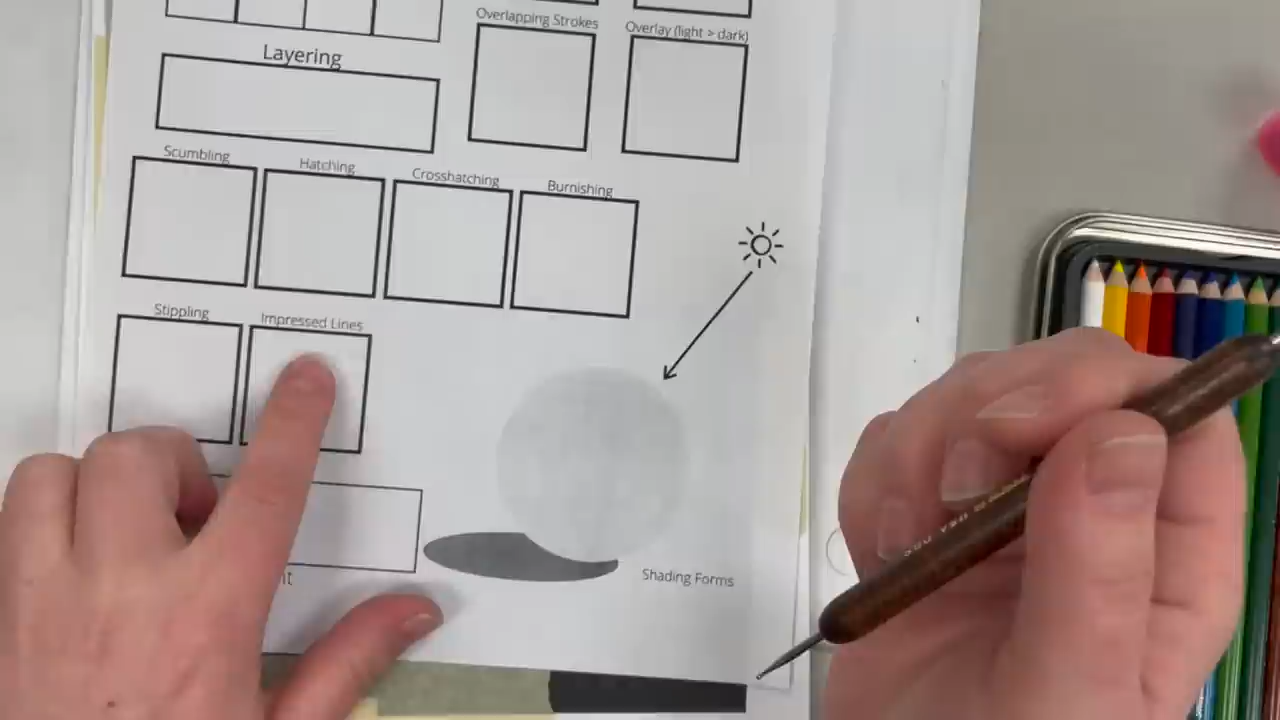 Overlapping Strokes
Overlay (light > dark)
Layering
Scumbling
Hatching
Crosshatching
Burnishing
Stippling
Impressed Lines
Shading Forms